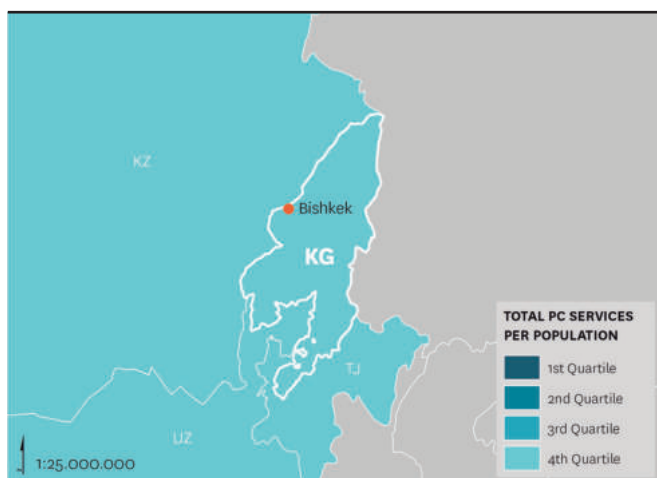 KZ
Bishkek
KG
TJ
UZ
1:25.000.000
TOTAL PC SERVICES
PER POPULATION
1st Quartile
2nd Quartile
3rd Quartile
4th Quartile